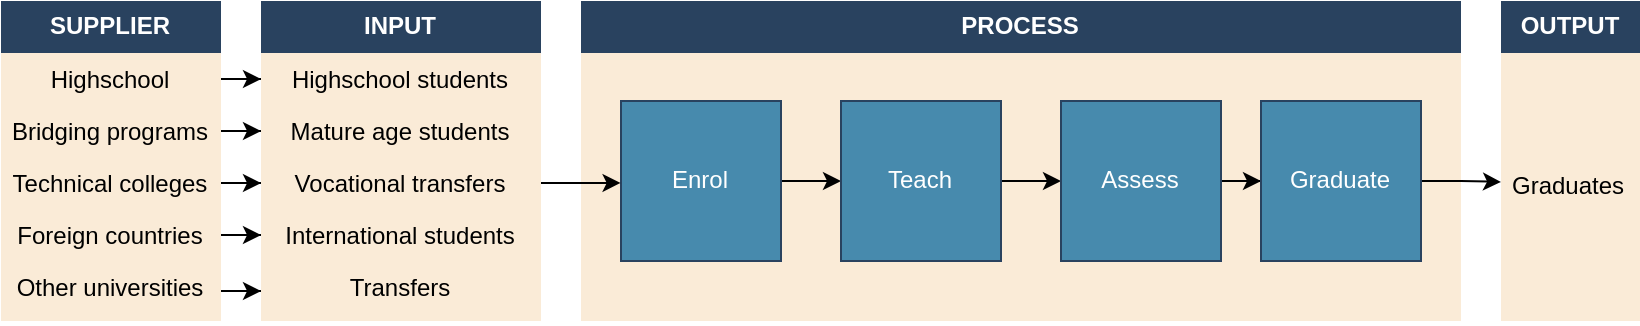 SUPPLIER
Highschool
Bridging programs
Technical colleges
Foreign countries
Other universities
INPUT
Highschool students
Mature age students
Vocational transfers
International students
Transfers
PROCESS
Enrol
Teach
Assess
Graduate
OUTPUT
Graduates